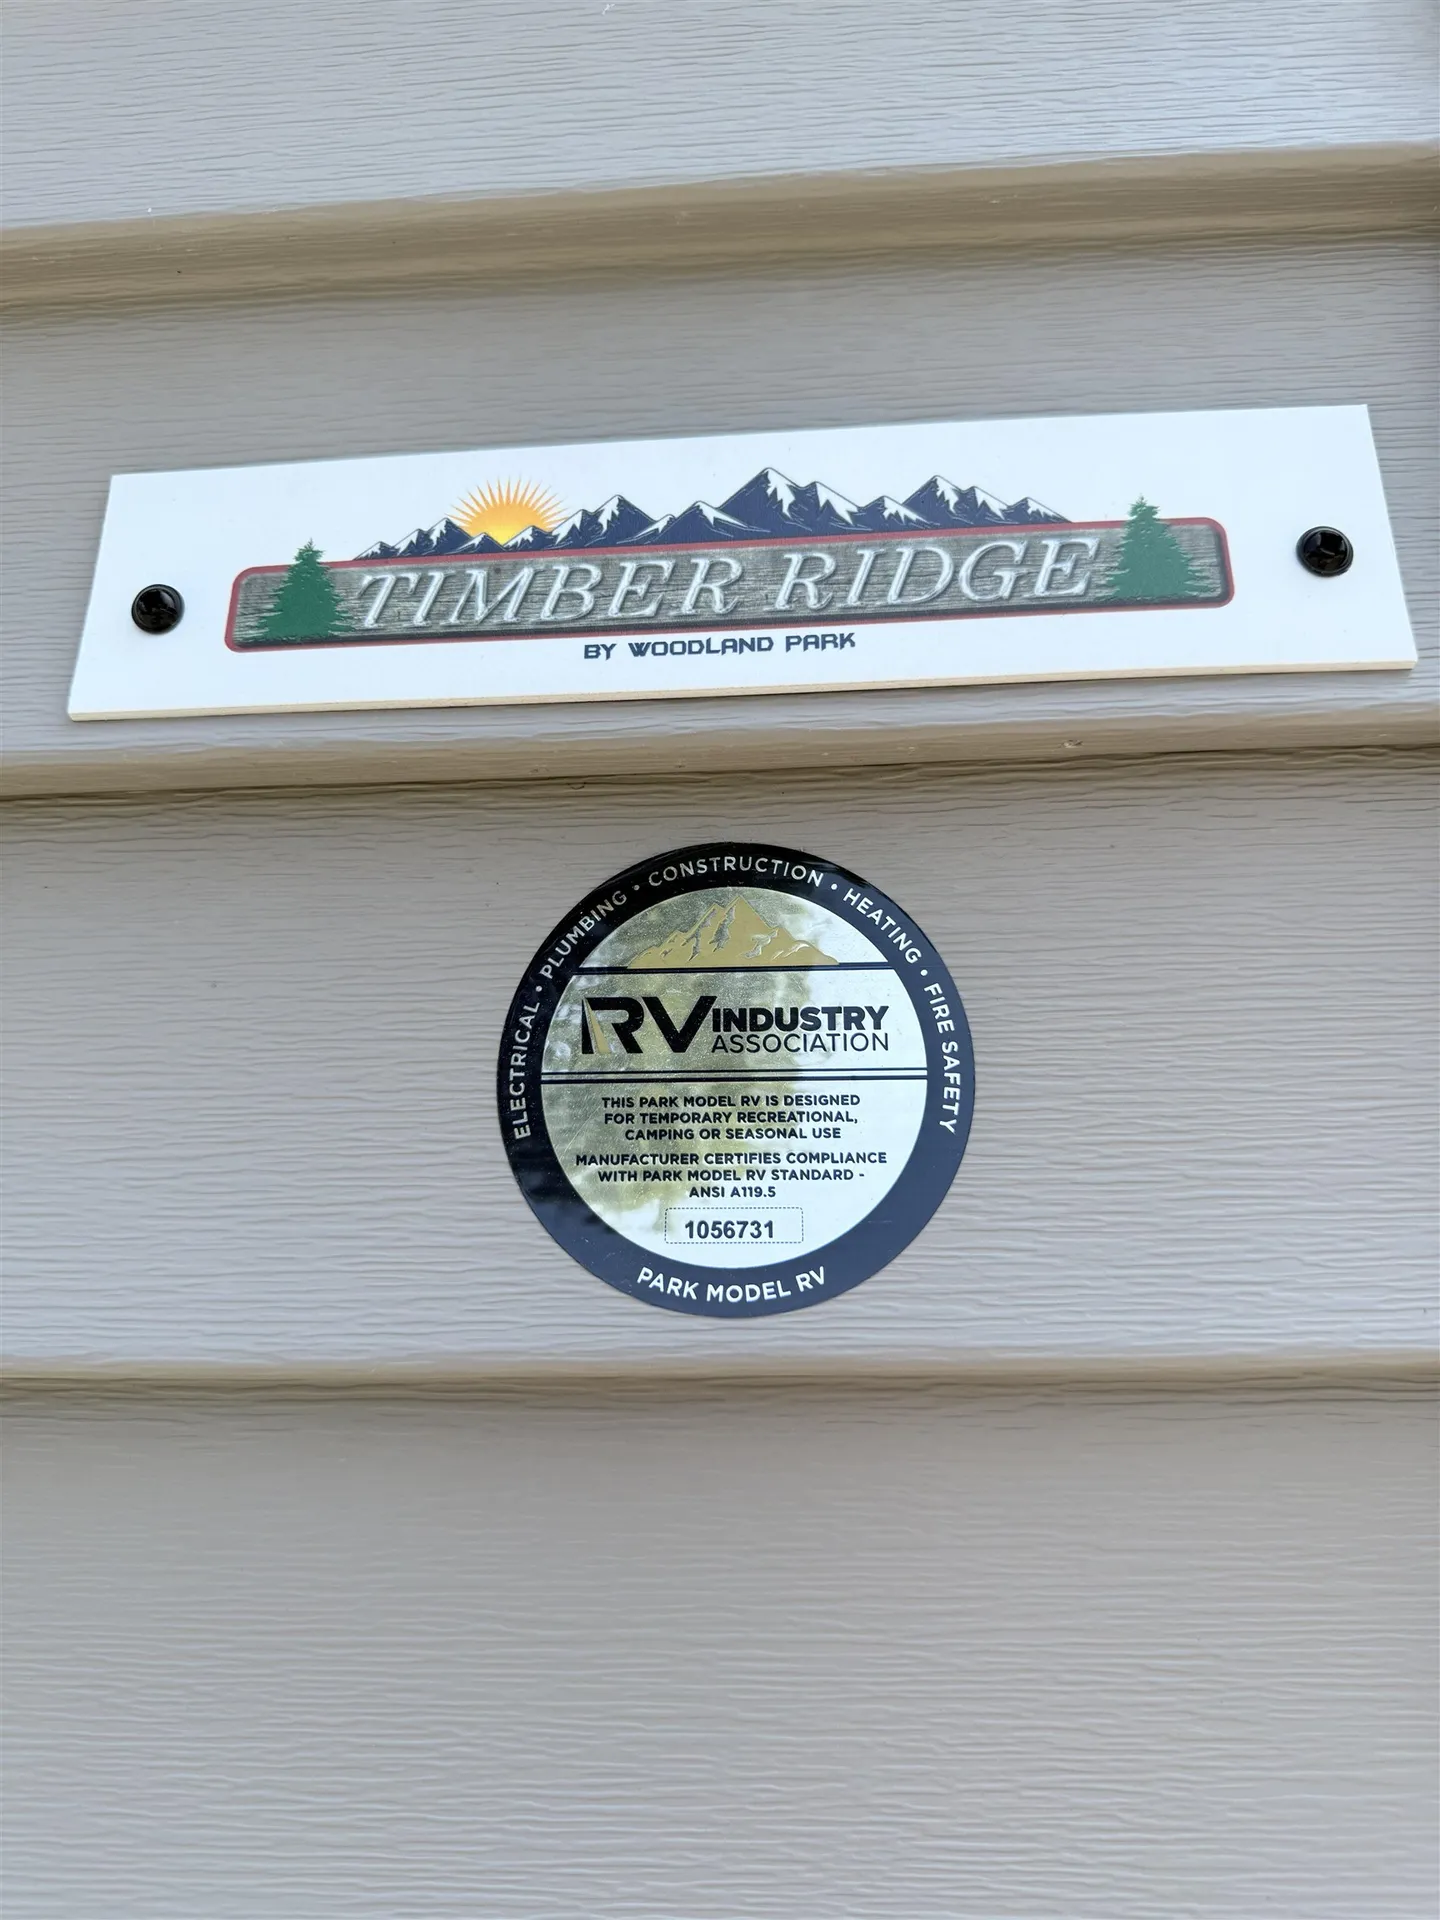 TIMBER RIDGE
BY WOODLAND PARK
ELECTRICAL • PLUMBING • CONSTRUCTION • HEATING • FIRE SAFETY
RV INDUSTRY
ASSOCIATION
THIS PARK MODEL RV IS DESIGNED
FOR TEMPORARY RECREATIONAL,
CAMPING OR SEASONAL USE
MANUFACTURER CERTIFIES COMPLIANCE
WITH PARK MODEL RV STANDARD -
ANSI A119.5
1056731
PARK MODEL RV